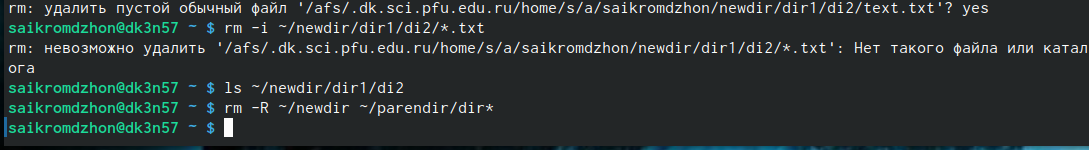 rm: удалить пустой обычный файл '/afs/.dk.sci.pfu.edu.ru/home/s/a/saikromdzhon/newdir/dir1/di2/text.txt'? yes
saikromdzhon@dk3n57 ~ $ rm -i ~/newdir/dir1/di2/*.txt
rm: невозможно удалить '/afs/.dk.sci.pfu.edu.ru/home/s/a/saikromdzhon/newdir/dir1/di2/*.txt': Нет такого файла или катал
ога
saikromdzhon@dk3n57 ~ $ ls ~/newdir/dir1/di2
saikromdzhon@dk3n57 ~ $ rm -R ~/newdir ~/parendir/dir*
saikromdzhon@dk3n57 ~ $